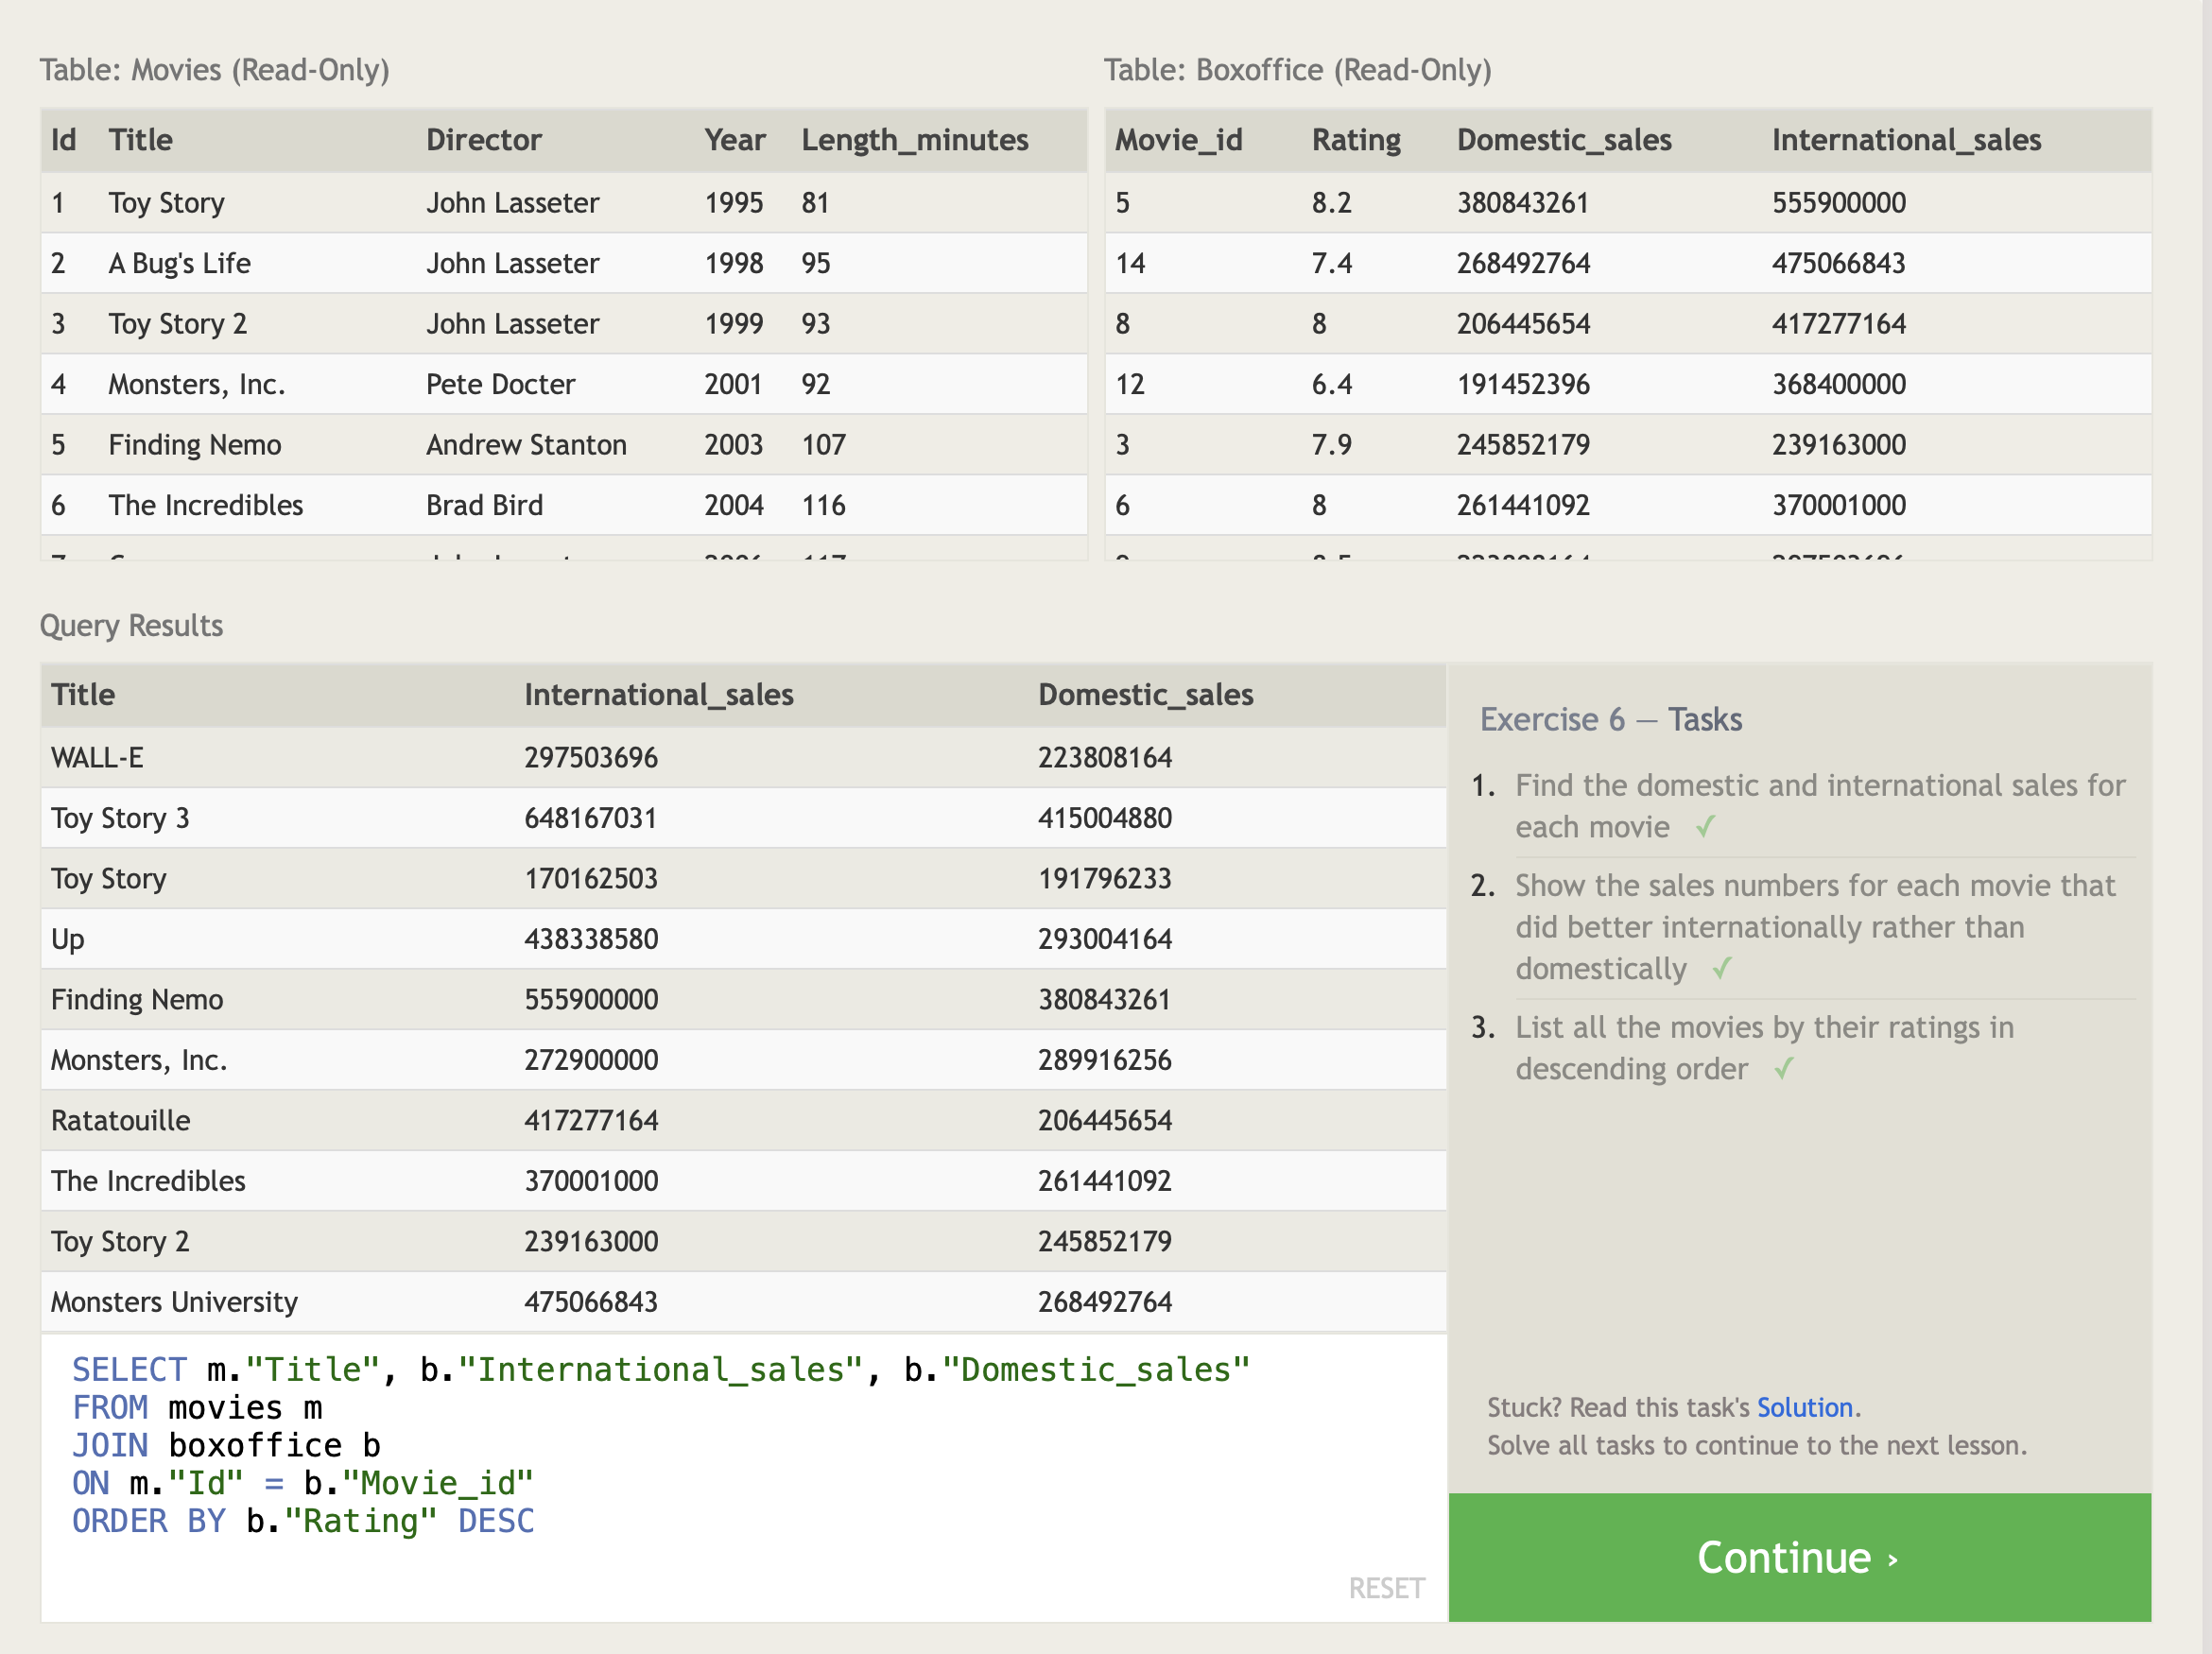 Table: Movies (Read-Only)
Id Title Director Year Length_minutes
1 Toy Story John Lasseter 1995 81
2 A Bug's Life John Lasseter 1998 95
3 Toy Story 2 John Lasseter 1999 93
4 Monsters, Inc. Pete Docter 2001 92
5 Finding Nemo Andrew Stanton 2003 107
6 The Incredibles Brad Bird 2004 116
Table: Boxoffice (Read-Only)
Movie_id Rating Domestic_sales International_sales
5 8.2 380843261 555900000
14 7.4 268492764 475066843
8 8 206445654 417277164
12 6.4 191452396 368400000
3 7.9 245852179 239163000
6 8 261441092 370001000
Query Results
Title International_sales Domestic_sales
WALL-E 297503696 223808164
Toy Story 3 648167031 415004880
Toy Story 170162503 191796233
Up 438338580 293004164
Finding Nemo 555900000 380843261
Monsters, Inc. 272900000 289916256
Ratatouille 417277164 206445654
The Incredibles 370001000 261441092
Toy Story 2 239163000 245852179
Monsters University 475066843 268492764
SELECT m."Title", b."International_sales", b."Domestic_sales"
FROM movies m
JOIN boxoffice b
ON m."Id" = b."Movie_id"
ORDER BY b."Rating" DESC
RESET
Exercise 6 — Tasks
1. Find the domestic and international sales for
each movie ✓
2. Show the sales numbers for each movie that
did better internationally rather than
domestically ✓
3. List all the movies by their ratings in
descending order ✓
Stuck? Read this task's Solution.
Solve all tasks to continue to the next lesson.
Continue ›